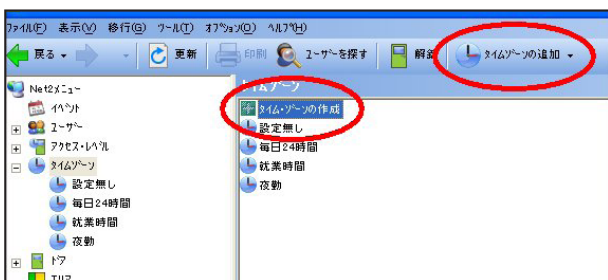 ﾌｧｲﾙ(E) 表示(V) 移行(G) ﾂｰﾙ(T) ｵﾌﾟｼｮﾝ(O) ﾍﾙﾌﾟ(H)
戻る 更新 印刷 ﾕｰｻﾞｰを探す 解錠 ﾀｲﾑｿﾞｰﾝの追加
Net2ﾒﾆｭｰ
ｲﾍﾞﾝﾄ
ﾕｰｻﾞｰ
ｱｸｾｽ･ﾚﾍﾞﾙ
ﾀｲﾑｿﾞｰﾝ
設定無し
毎日24時間
就業時間
夜勤
ﾄﾞｱ
ｴﾘｱ
ﾀｲﾑｿﾞｰﾝ
ﾀｲﾑ･ｿﾞｰﾝの作成
設定無し
毎日24時間
就業時間
夜勤